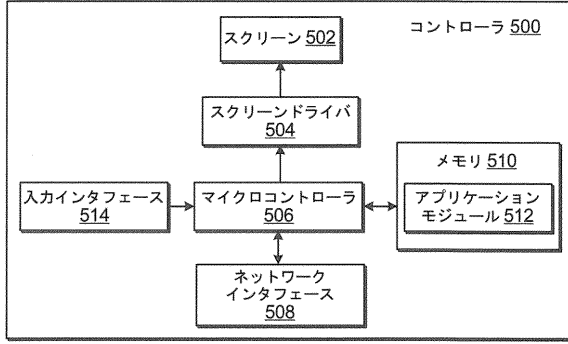 コントローラ 500
スクリーン 502
スクリーンドライバ
504
メモリ 510
アプリケーション
モジュール 512
入力インタフェース
514
マイクロコントローラ
506
ネットワーク
インタフェース
508